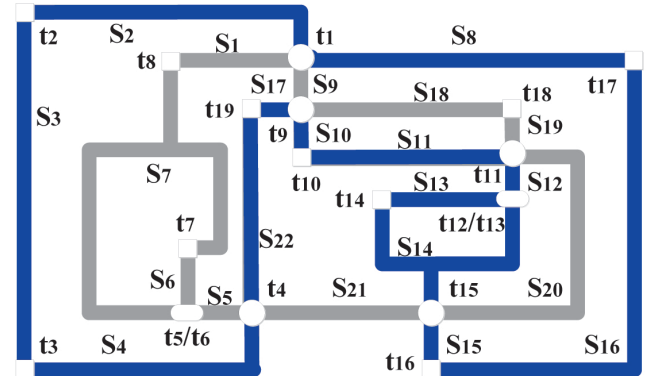 t2 S2 t1 S8
t8 S1
S17 S9 t17
S3 t19 S18 t18
t9 S10 S11 S19
t10 t11
S7 S13 S12
t14 t12/t13
t7 S22 S14
S6 S5 t4 S21 t15 S20
t5/t6
t3 S4 S15 S16
t16